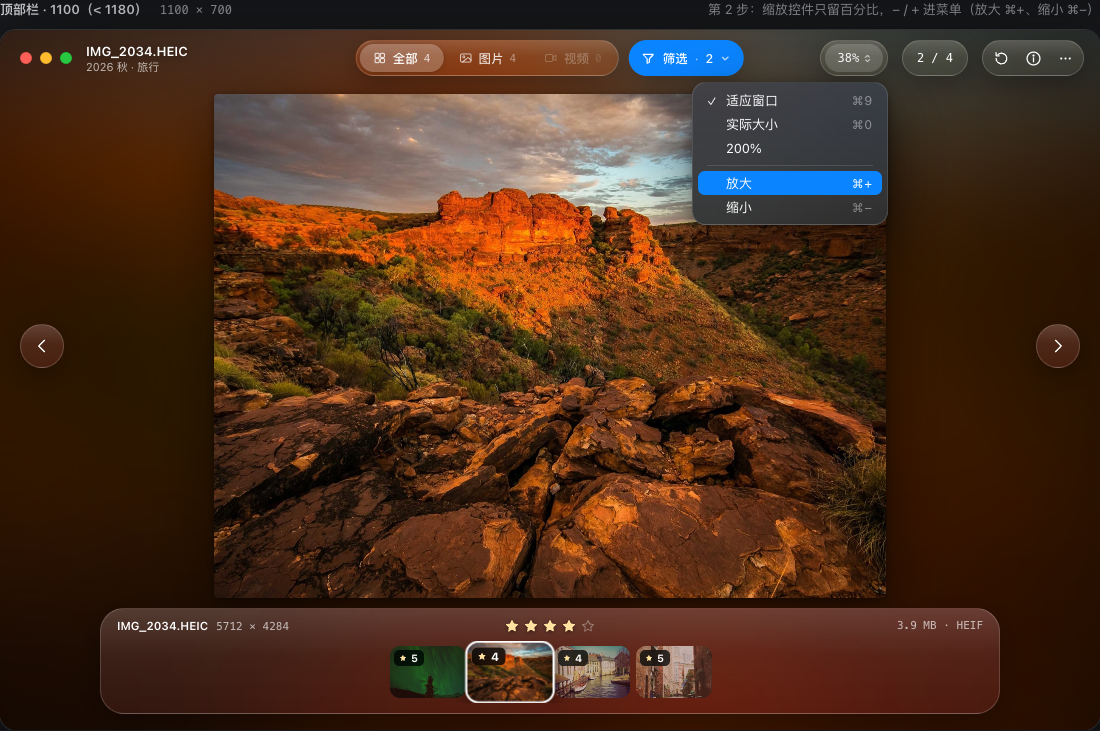 顶部栏 · 1100（< 1180） 1100 × 700 第 2 步：缩放控件只留百分比，− / + 进菜单（放大 ⌘+、缩小 ⌘−）
IMG_2034.HEIC
2026 秋 · 旅行
全部 4 图片 4 视频 0 筛选 · 2 38% 2 / 4
✓ 适应窗口 ⌘9
实际大小 ⌘0
200%
放大 ⌘+
缩小 ⌘−
IMG_2034.HEIC 5712 × 4284 3.9 MB · HEIF
★ 5 ★ 4 ★ 4 ★ 5